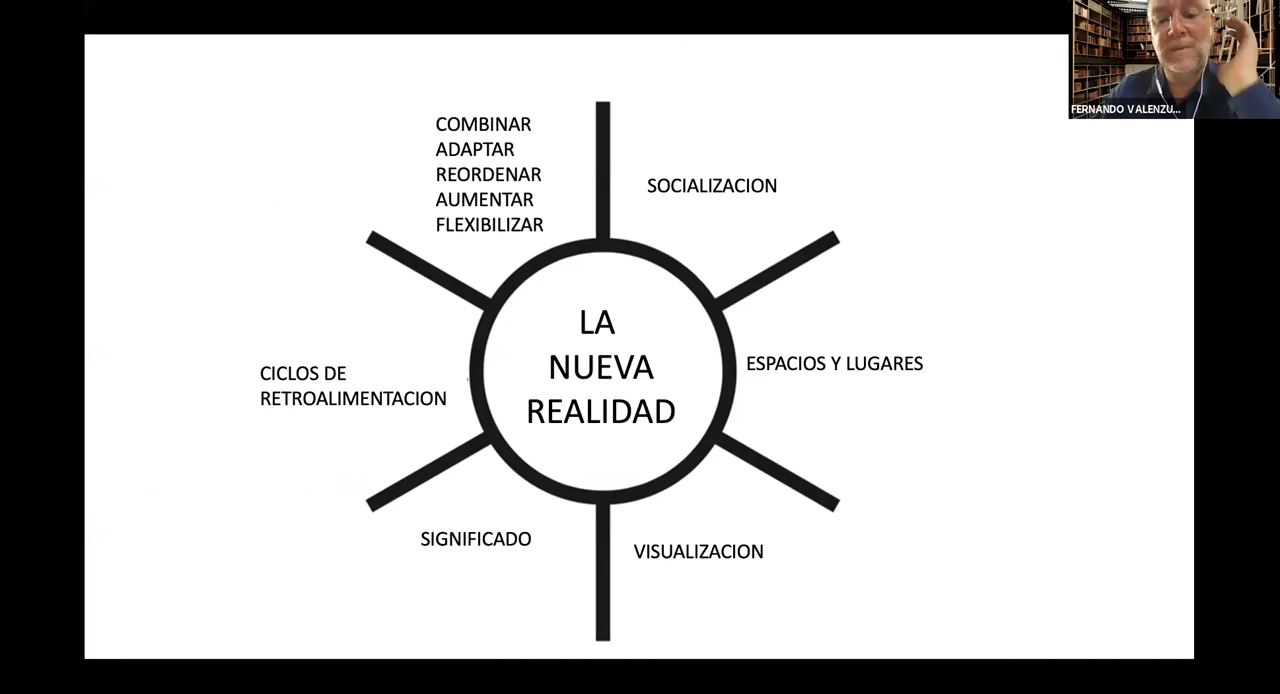 COMBINAR
ADAPTAR
REORDENAR
AUMENTAR
FLEXIBILIZAR
SOCIALIZACION
LA
NUEVA
REALIDAD
ESPACIOS Y LUGARES
CICLOS DE
RETROALIMENTACION
SIGNIFICADO
VISUALIZACION
FERNANDO VALENZU...